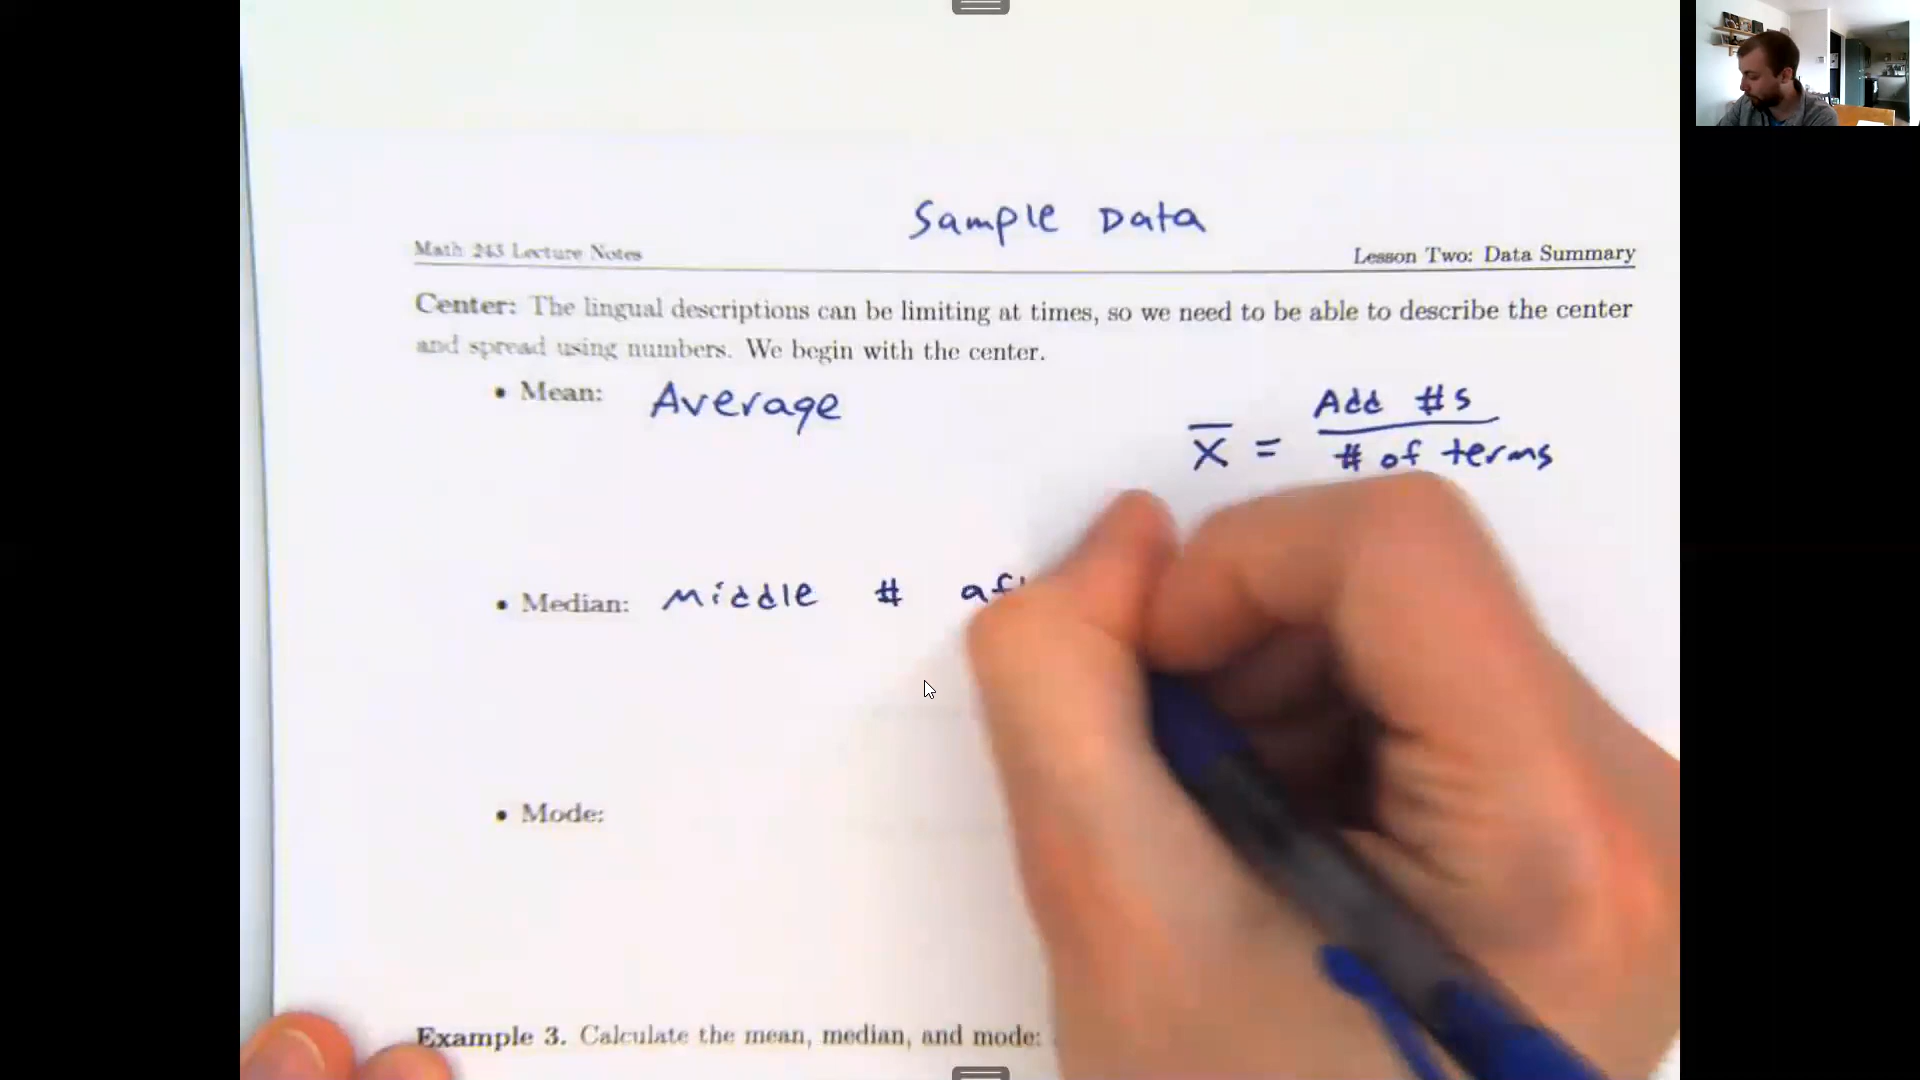 Sample Data
Math 243 Lecture Notes Lesson Two: Data Summary
Center: The lingual descriptions can be limiting at times, so we need to be able to describe the center
and spread using numbers. We begin with the center.
• Mean: Average
x̄ = Add #s / # of terms
• Median: Middle # af
• Mode:
Example 3. Calculate the mean, median, and mode: